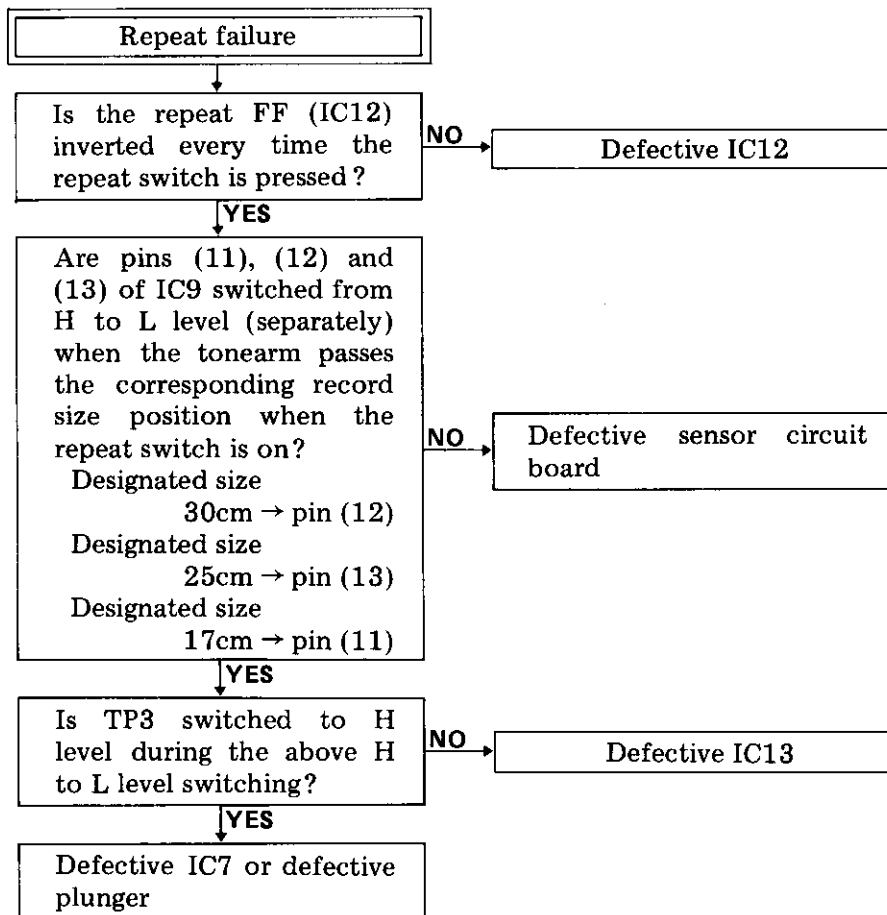 Repeat failure
Is the repeat FF (IC12)
inverted every time the
repeat switch is pressed?
NO
Defective IC12
YES
Are pins (11), (12) and
(13) of IC9 switched from
H to L level (separately)
when the tonearm passes
the corresponding record
size position when the
repeat switch is on?
Designated size
30cm → pin (12)
Designated size
25cm → pin (13)
Designated size
17cm → pin (11)
NO
Defective sensor circuit
board
YES
Is TP3 switched to H
level during the above H
to L level switching?
NO
Defective IC13
YES
Defective IC7 or defective
plunger